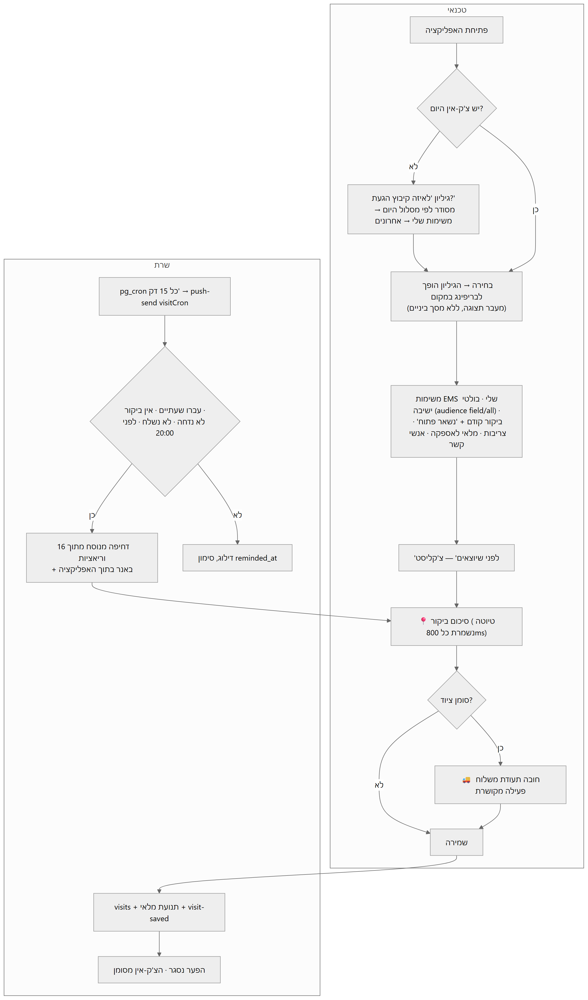 טכנאי
פתיחת האפליקציה
יש צ'ק-אין היום?
לא
כן
גיליון 'לאיזה קיבוץ הגעת?'
מסודר לפי מסלול היום →
משימות שלי → אחרונים
בחירה → הגיליון הופך
לבריפינג במקום
(מעבר תצוגה, ללא מסך ביניים)
משימות EMS שלי · בולטי
ישיבה (audience field/all) ·
ביקור קודם + 'נשאר פתוח' ·
צריבות · מלאי לאספקה · אנשי
קשר
'לפני שיוצאים' — צ'קליסט
📍 סיכום ביקור ( טיוטה
נשמרת כל 800ms)
סומן ציוד?
כן
לא
🚚 חובה תעודת משלוח
פעילה מקושרת
שמירה
שרת
pg_cron כל 15 דק' → push-
send visitCron
עברו שעתיים · אין ביקור ·
לא נדחה · לא נשלח · לפני
20:00
כן
לא
דחיפה מנוסח מתוך 16
וריאציות
+ באנר בתוך האפליקציה
דילוג, סימון reminded_at
visits + תנועת מלאי + visit-
saved
הפער נסגר · הצ'ק-אין מסומן